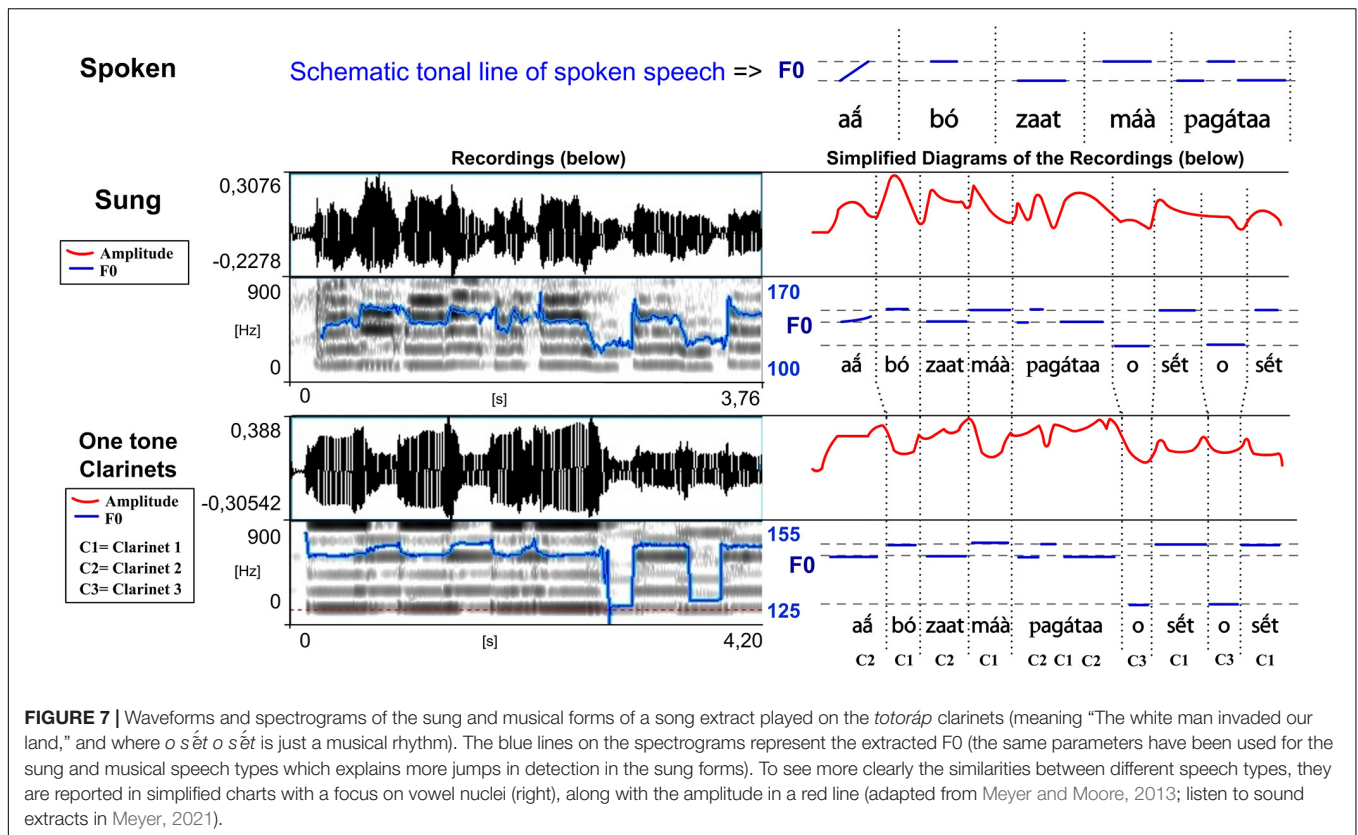 Spoken
Schematic tonal line of spoken speech => F0
aá̃ bó zaat máà pagátaa
Recordings (below)
Simplified Diagrams of the Recordings (below)
Sung
Amplitude
F0
0,3076
-0,2278
900
[Hz]
0
0 [s] 3,76
170
F0
100
aá̃ bó zaat máà pagátaa o sé̃t o sé̃t
One tone
Clarinets
Amplitude
F0
C1= Clarinet 1
C2= Clarinet 2
C3= Clarinet 3
0,388
-0,30542
900
[Hz]
0
0 [s] 4,20
155
F0
125
aá̃ bó zaat máà pagátaa o sé̃t o sé̃t
C2 C1 C2 C1 C2 C1 C2 C3 C1 C3 C1
FIGURE 7 | Waveforms and spectrograms of the sung and musical forms of a song extract played on the totoráp clarinets (meaning “The white man invaded our
land,” and where o sé̃t o sé̃t is just a musical rhythm). The blue lines on the spectrograms represent the extracted F0 (the same parameters have been used for the
sung and musical speech types which explains more jumps in detection in the sung forms). To see more clearly the similarities between different speech types, they
are reported in simplified charts with a focus on vowel nuclei (right), along with the amplitude in a red line (adapted from Meyer and Moore, 2013; listen to sound
extracts in Meyer, 2021).